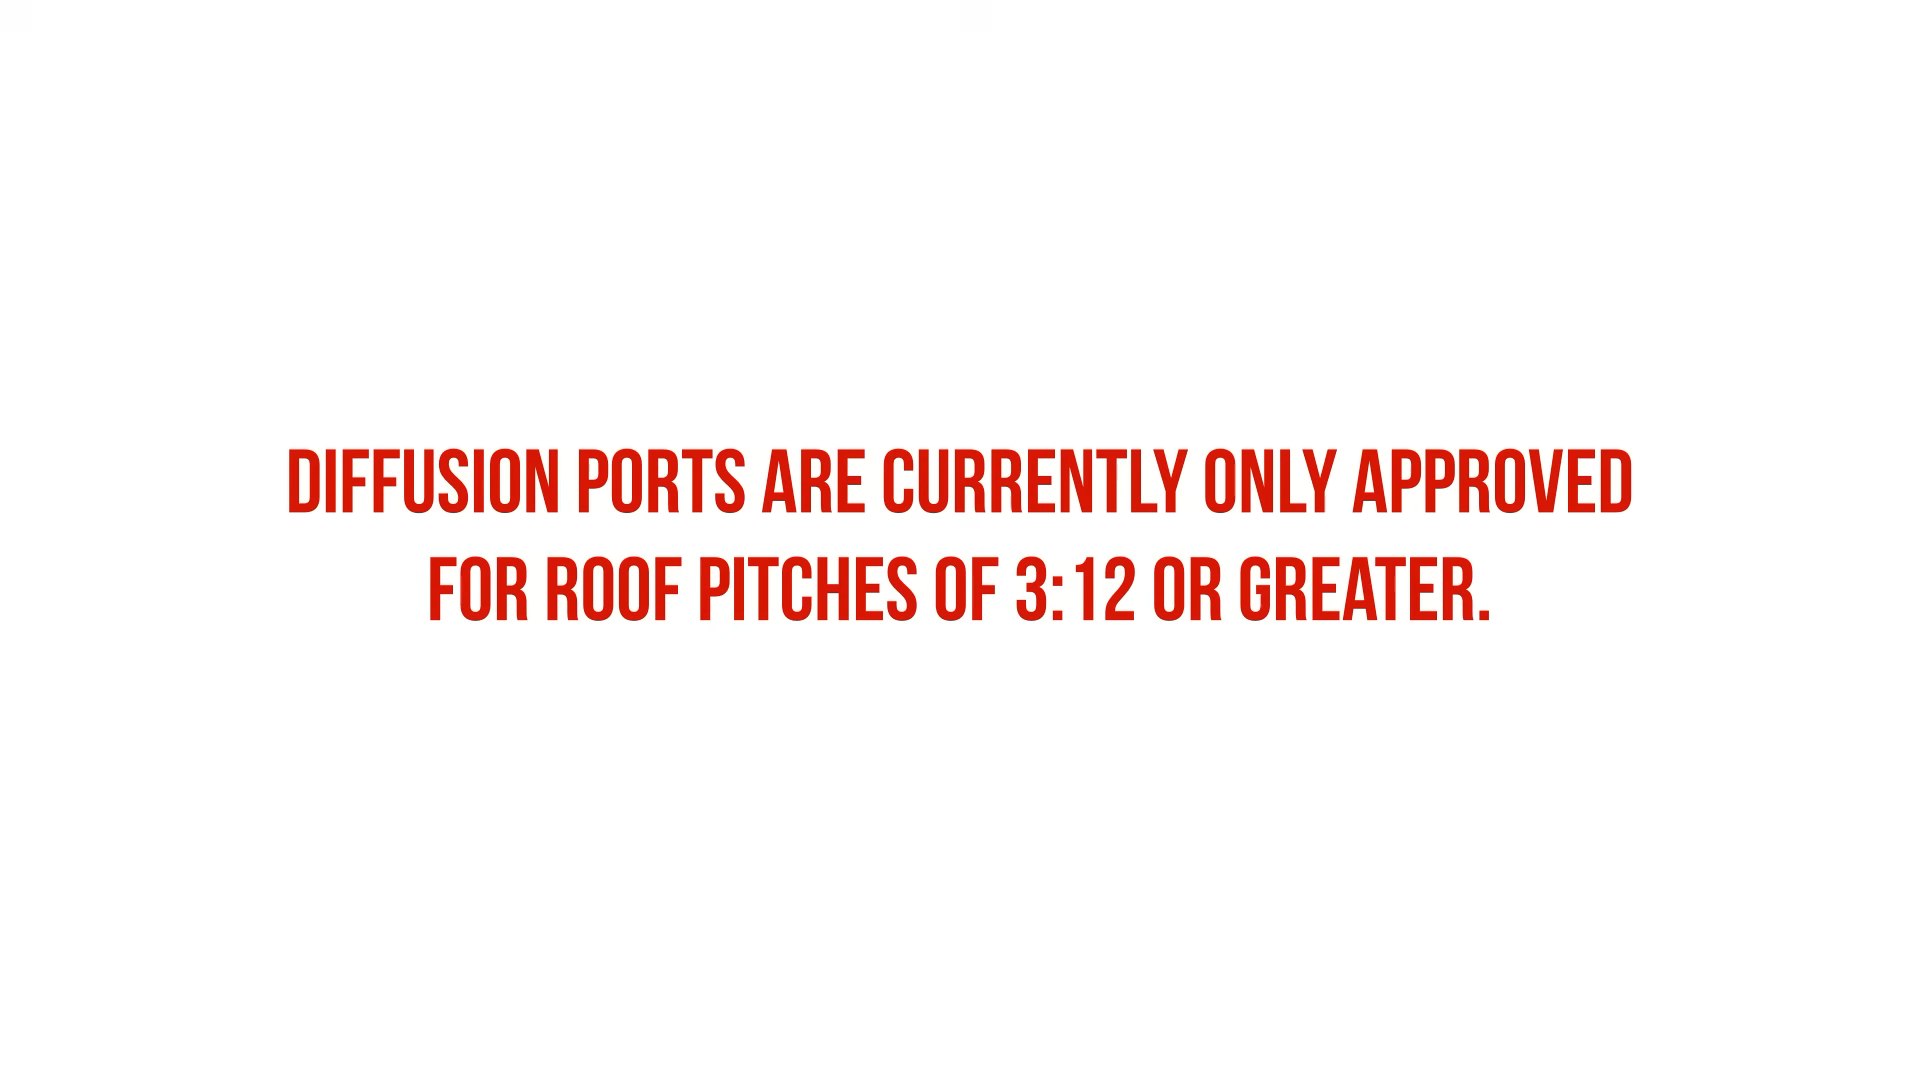 DIFFUSION PORTS ARE CURRENTLY ONLY APPROVED
FOR ROOF PITCHES OF 3:12 OR GREATER.